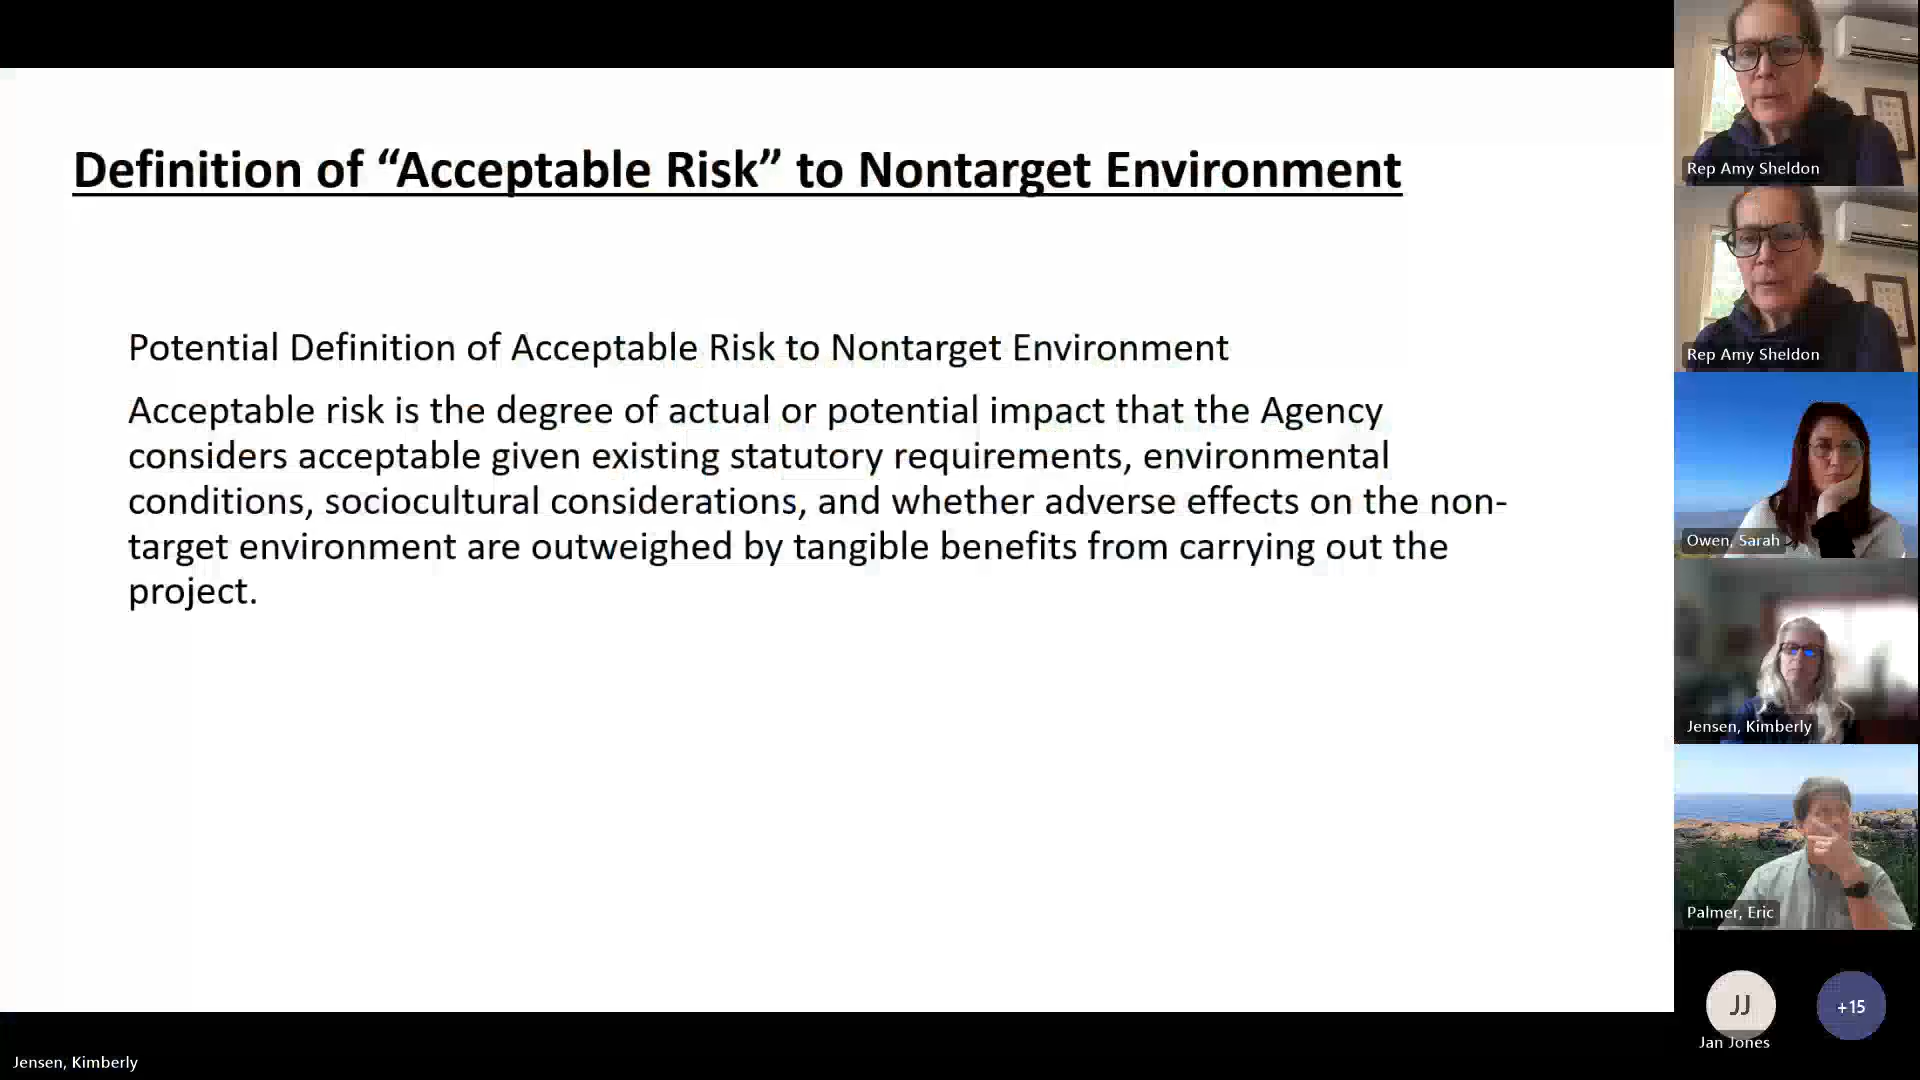 Definition of “Acceptable Risk” to Nontarget Environment
Potential Definition of Acceptable Risk to Nontarget Environment
Acceptable risk is the degree of actual or potential impact that the Agency
considers acceptable given existing statutory requirements, environmental
conditions, sociocultural considerations, and whether adverse effects on the non-
target environment are outweighed by tangible benefits from carrying out the
project.
Rep Amy Sheldon
Rep Amy Sheldon
Owen, Sarah
Jensen, Kimberly
Palmer, Eric
JJ
+15
Jan Jones
Jensen, Kimberly